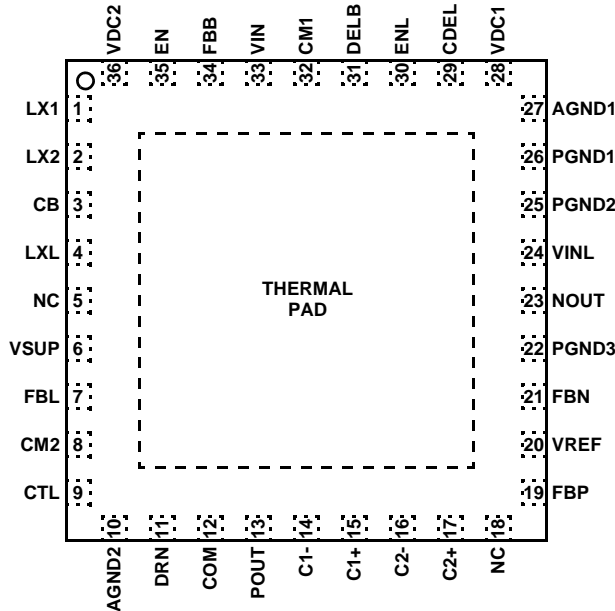 VDC2
EN
FBB
VIN
CM1
DELB
ENL
CDEL
VDC1
36
35
34
33
32
31
30
29
28
LX1 1
LX2 2
CB 3
LXL 4
NC 5
VSUP 6
FBL 7
CM2 8
CTL 9
THERMAL
PAD
27 AGND1
26 PGND1
25 PGND2
24 VINL
23 NOUT
22 PGND3
21 FBN
20 VREF
19 FBP
10
11
12
13
14
15
16
17
18
AGND2
DRN
COM
POUT
C1-
C1+
C2-
C2+
NC